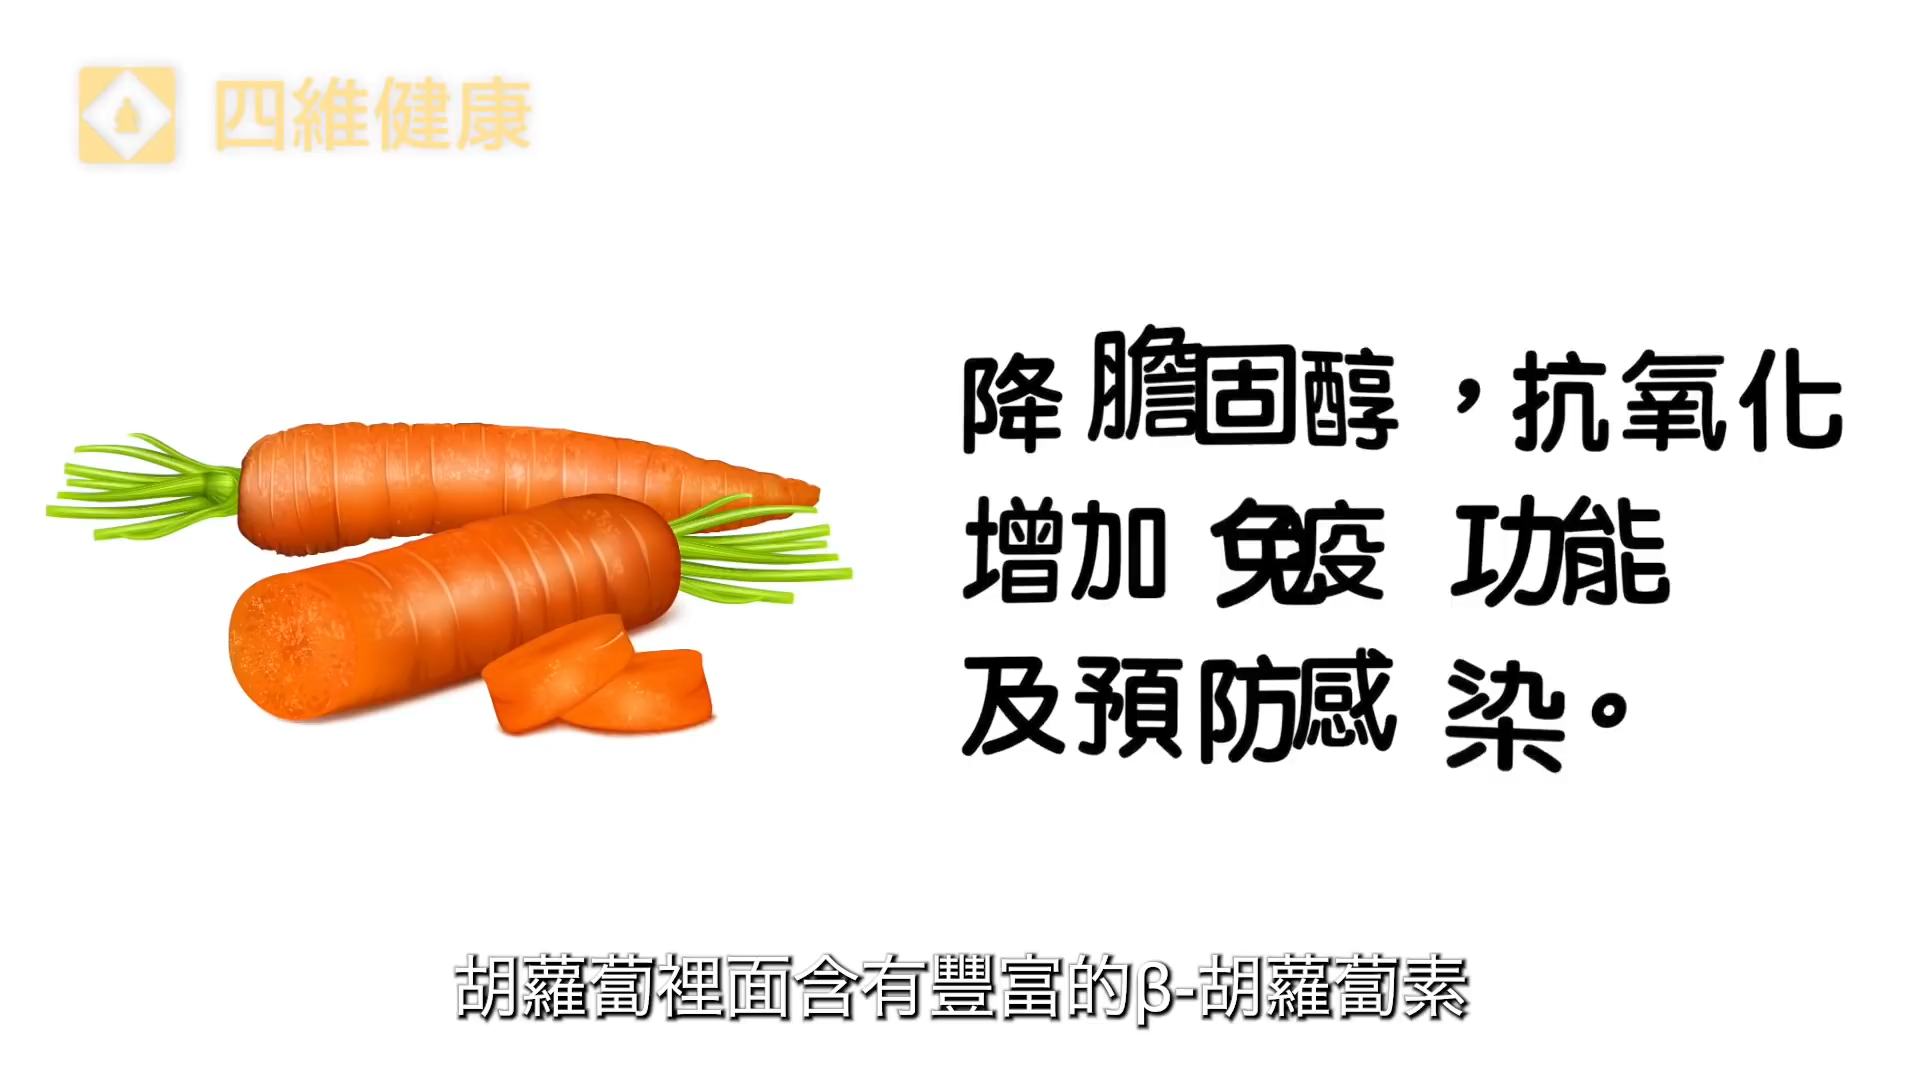 四維健康
降膽固醇，抗氧化
增加免疫功能
及預防感染。
胡蘿蔔裡面含有豐富的β-胡蘿蔔素